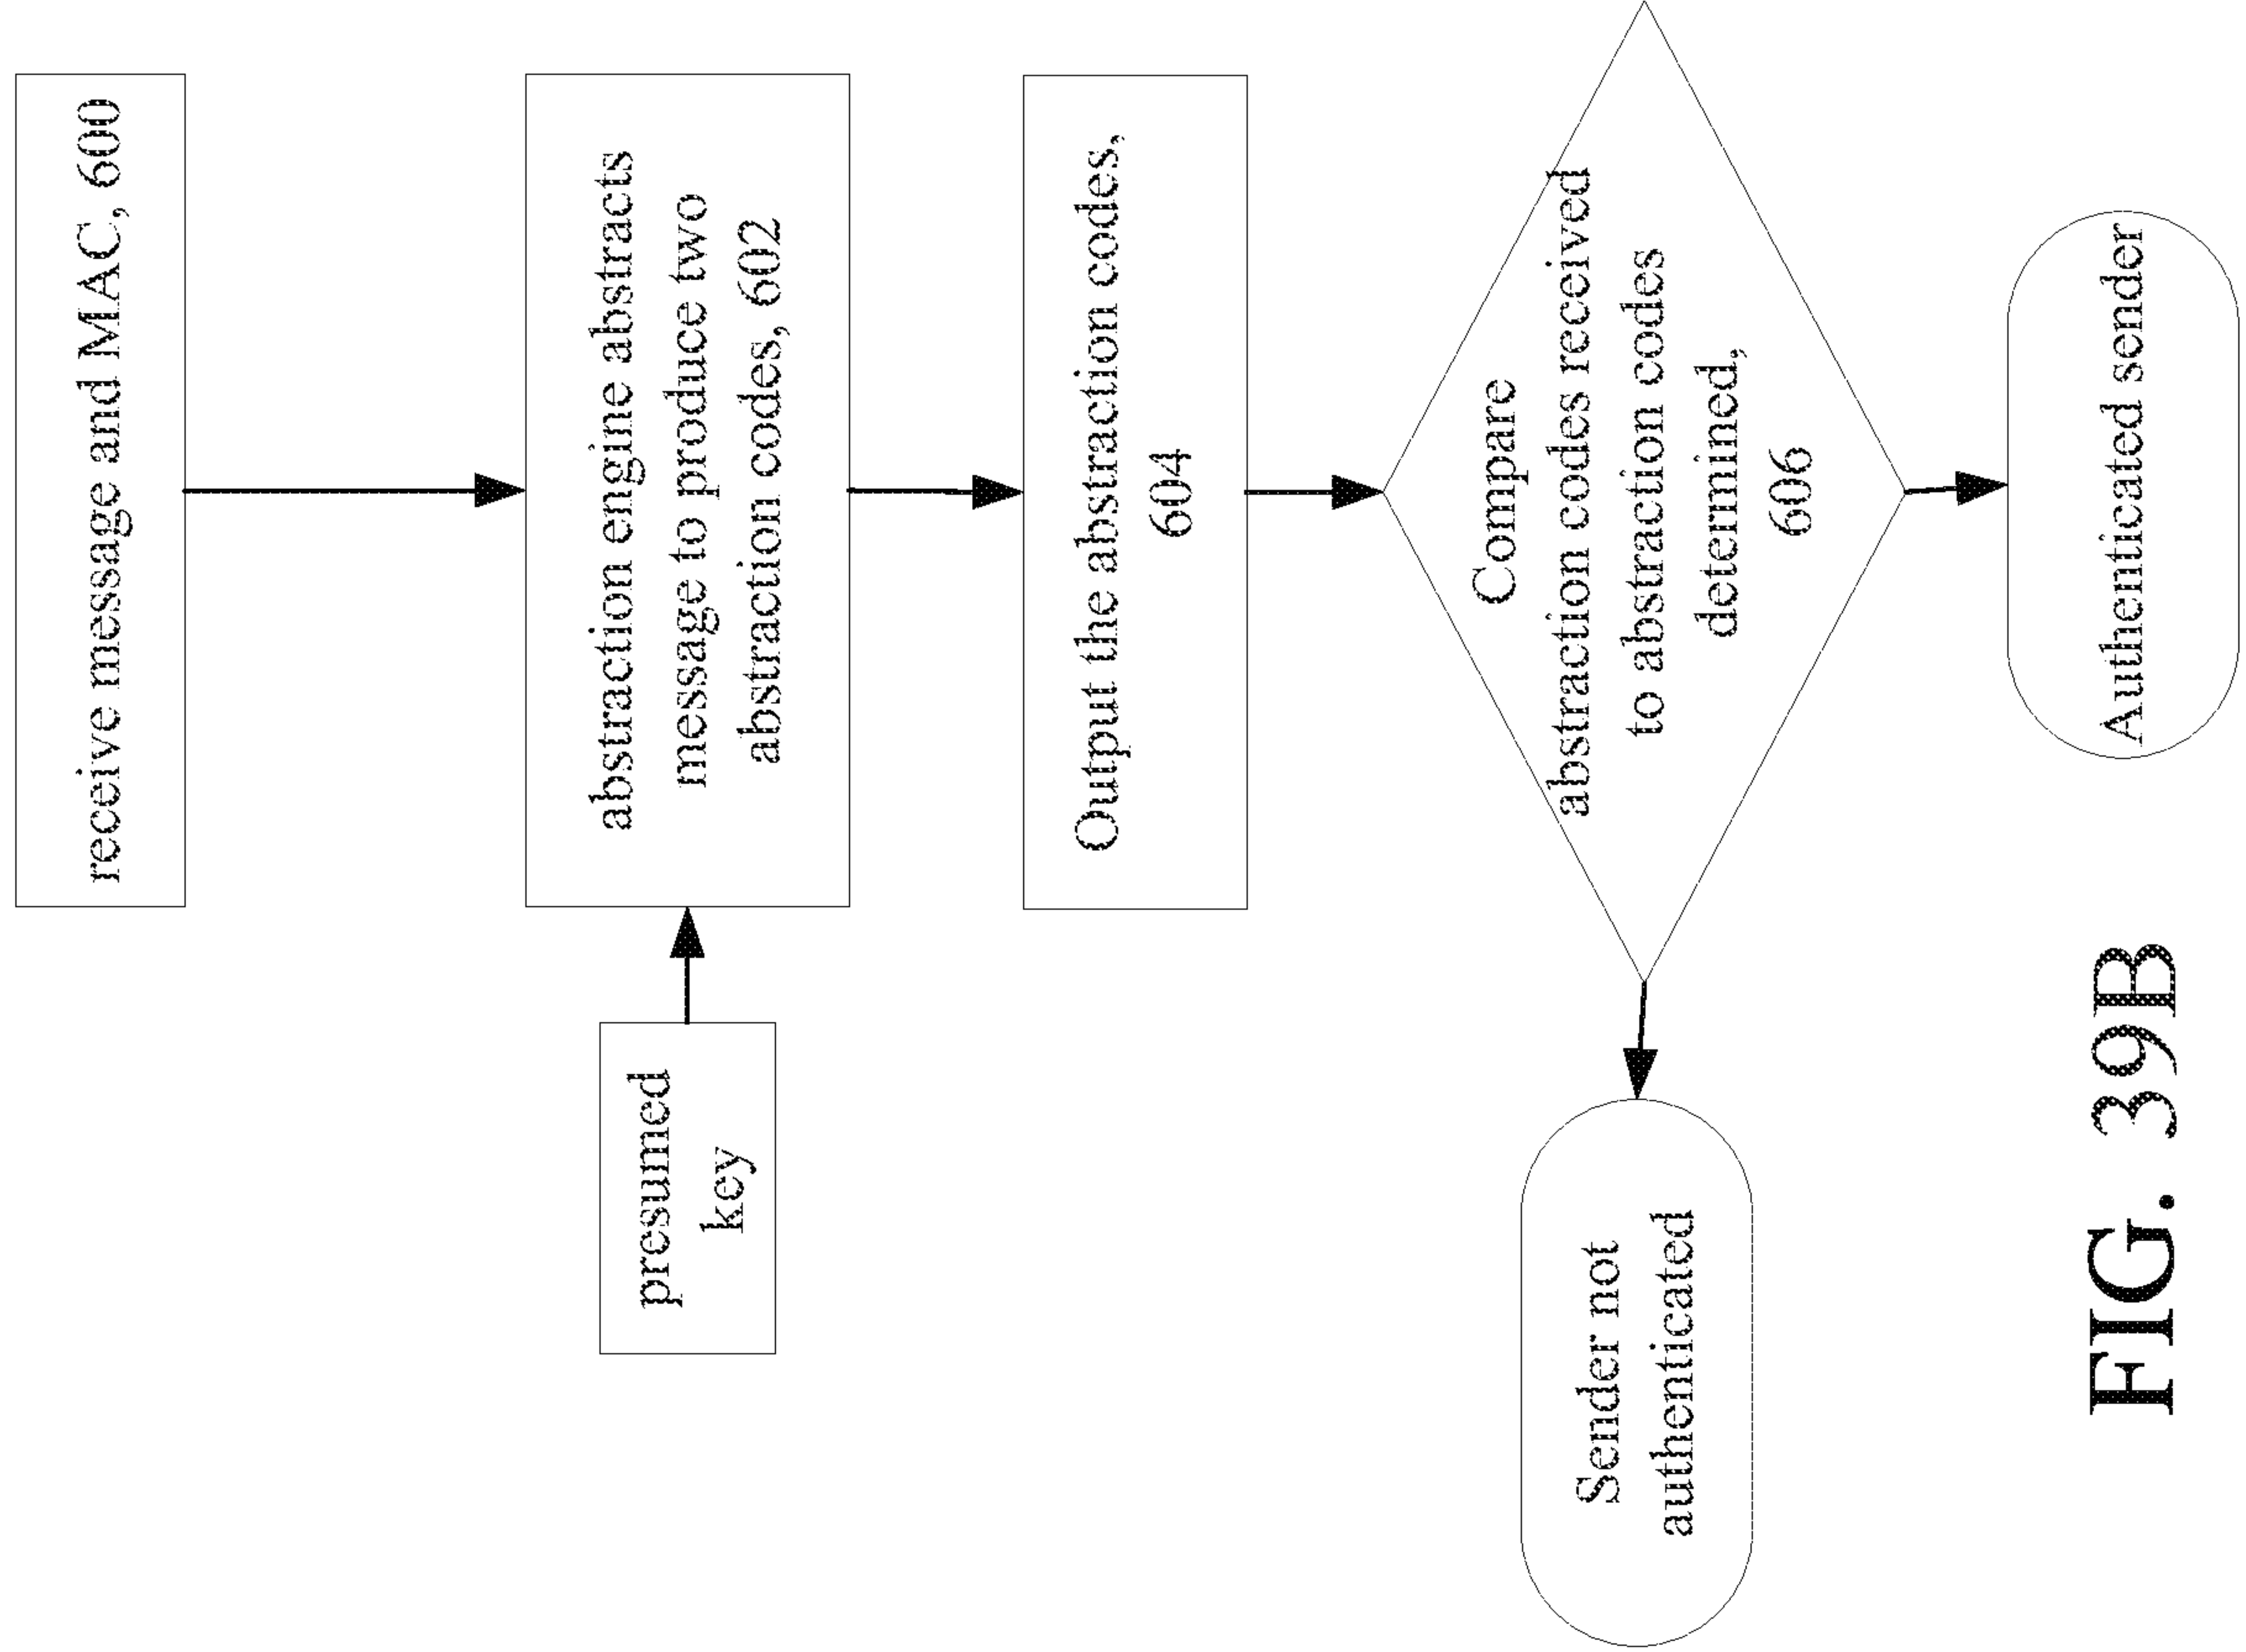 receive message and MAC, 600
presumed
key
abstraction engine abstracts
message to produce two
abstraction codes, 602
Output the abstraction codes,
604
Compare
abstraction codes received
to abstraction codes
determined,
606
Sender not
authenticated
Authenticated sender
FIG. 39B